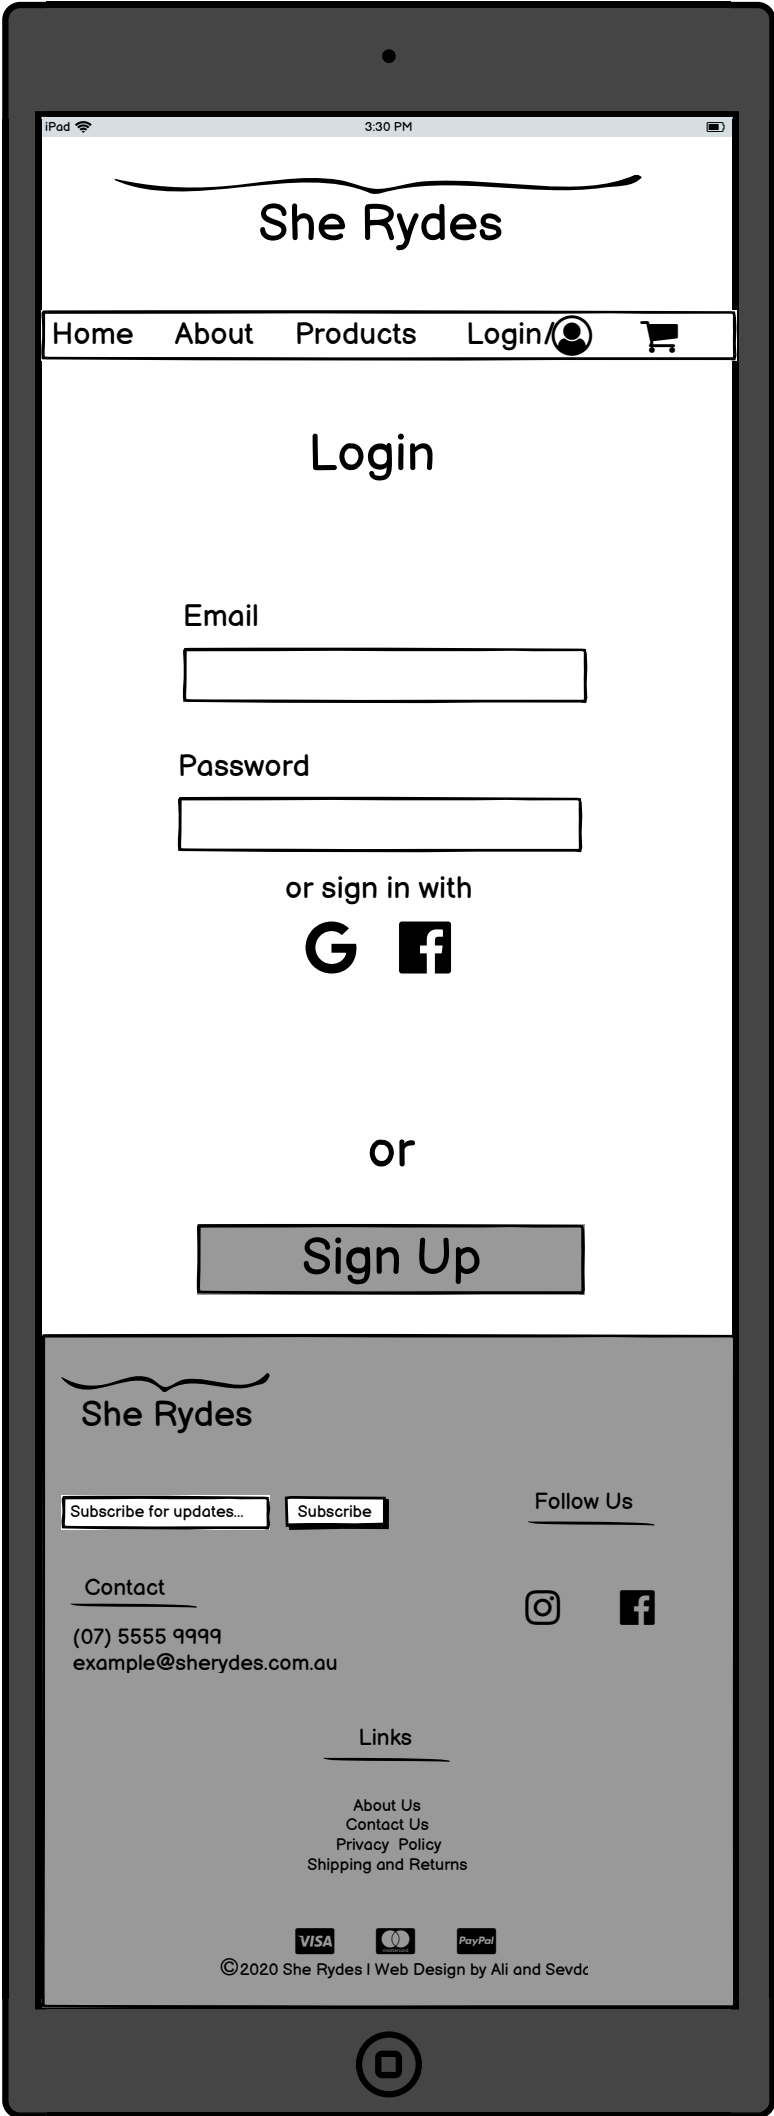 iPad 3:30 PM
She Rydes
Home About Products Login/
Login
Email
Password
or sign in with
or
Sign Up
She Rydes
Subscribe for updates... Subscribe
Follow Us
Contact
(07) 5555 9999
example@sherydes.com.au
Links
About Us
Contact Us
Privacy Policy
Shipping and Returns
VISA mastercard PayPal
©2020 She Rydes | Web Design by Ali and Sevda